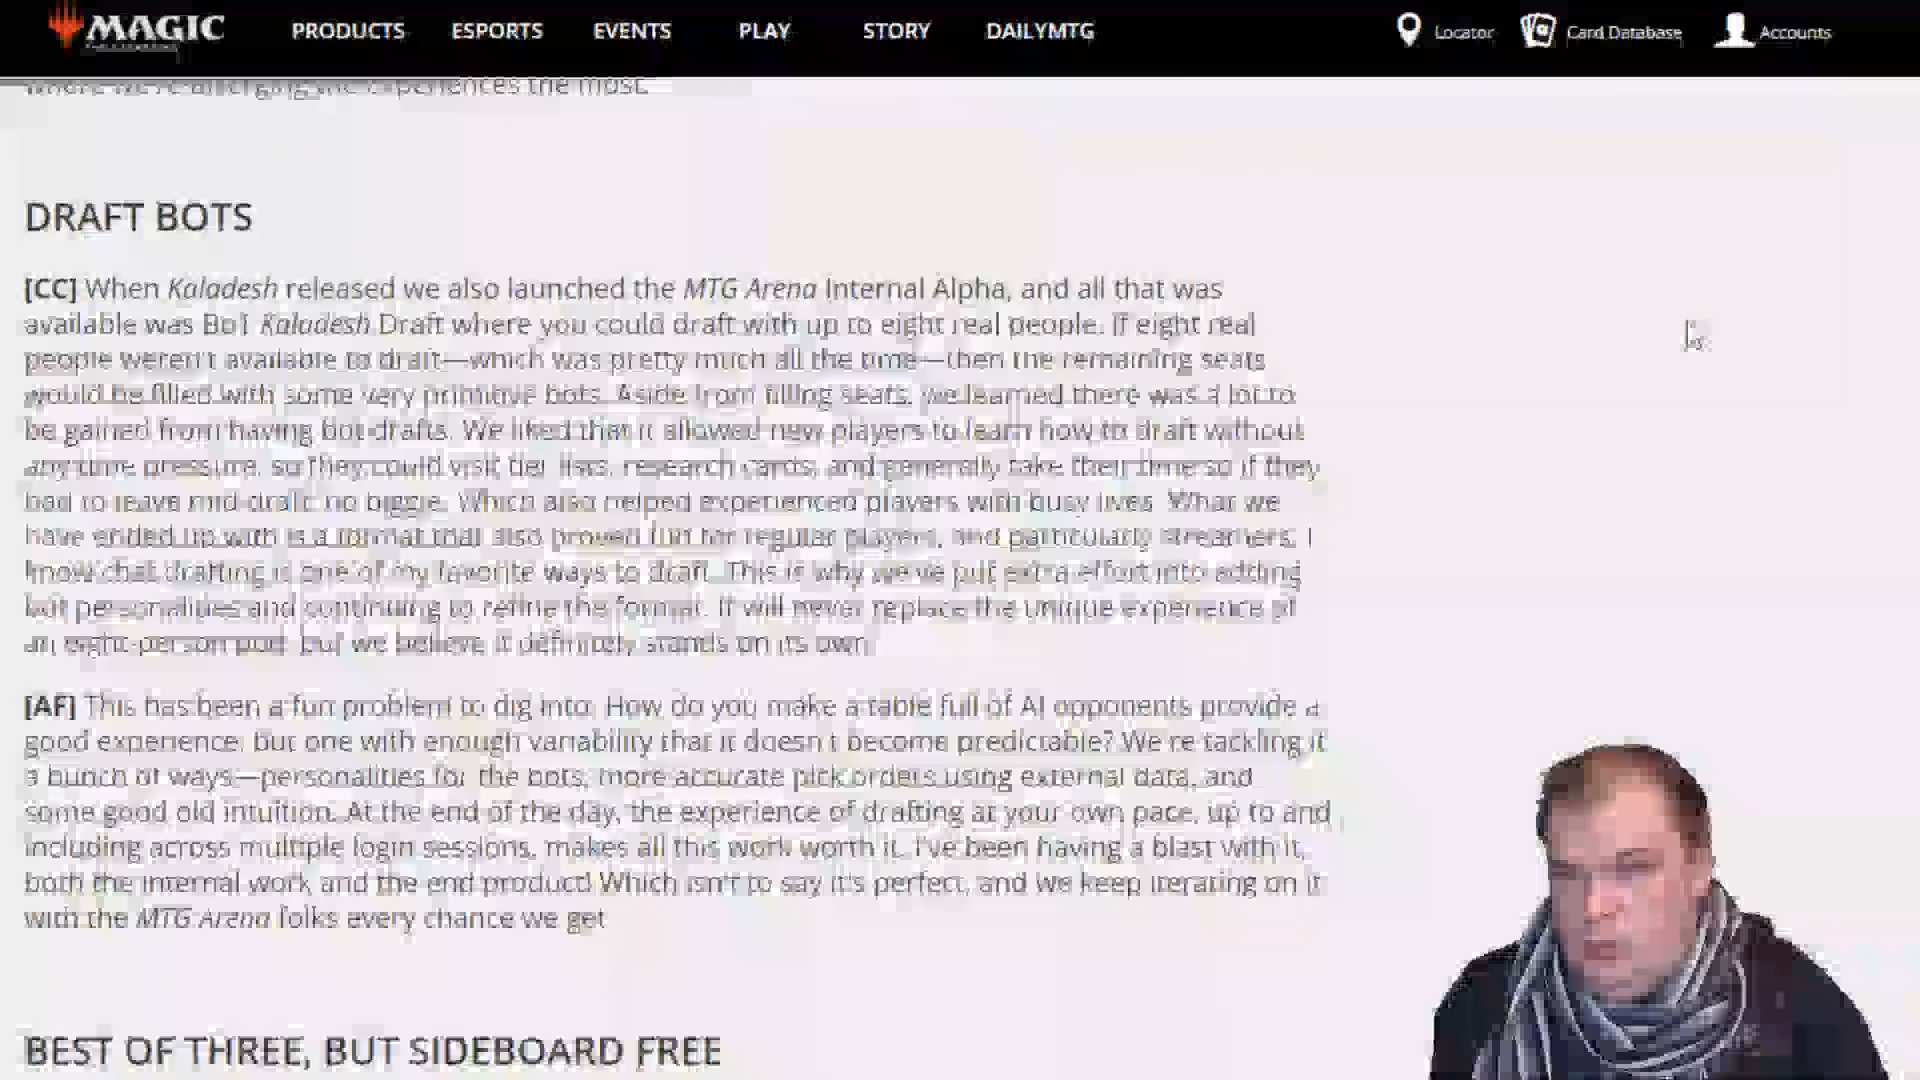 MAGIC
PRODUCTS ESPORTS EVENTS PLAY STORY DAILYMTG Locator Card Database Accounts
where we're diverging the experiences the most.
DRAFT BOTS
[CC] When Kaladesh released we also launched the MTG Arena Internal Alpha, and all that was
available was Bo1 Kaladesh Draft where you could draft with up to eight real people. If eight real
people weren't available to draft—which was pretty much all the time—then the remaining seats
would be filled with some very primitive bots. Aside from filling seats, we learned there was a lot to
be gained from having bot drafts. We liked that it allowed new players to learn how to draft without
any time pressure, so they could visit tier lists, research cards, and generally take their time so if they
had to leave mid-draft no biggie. Which also helped experienced players with busy lives. What we
have ended up with is a format that also proved fun for regular players, and particularly streamers. I
know chat drafting is one of my favorite ways to draft. This is why we've put extra effort into adding
bot personalities and continuing to refine the format. It will never replace the unique experience of
an eight-person pod, but we believe it definitely stands on its own.
[AF] This has been a fun problem to dig into. How do you make a table full of AI opponents provide a
good experience, but one with enough variability that it doesn't become predictable? We're tackling it
a bunch of ways—personalities for the bots, more accurate pick orders using external data, and
some good old intuition. At the end of the day, the experience of drafting at your own pace, up to and
including across multiple login sessions, makes all this work worth it. I've been having a blast with it,
both the internal work and the end product! Which isn't to say it's perfect, and we keep iterating on it
with the MTG Arena folks every chance we get.
BEST OF THREE, BUT SIDEBOARD FREE